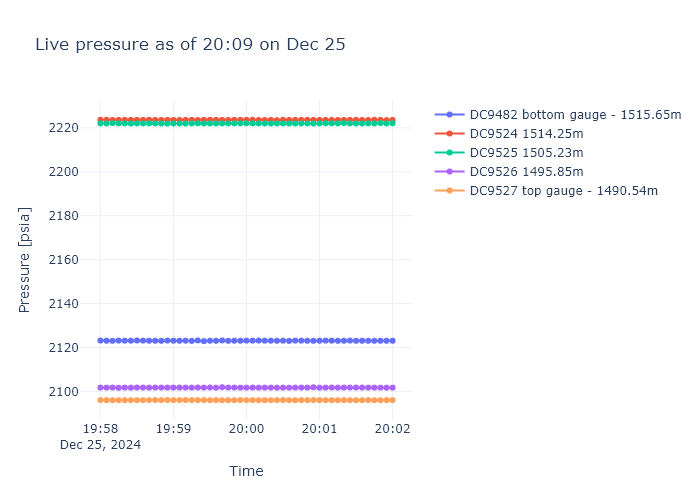 Live pressure as of 20:09 on Dec 25
DC9482 bottom gauge - 1515.65m
DC9524 1514.25m
DC9525 1505.23m
DC9526 1495.85m
DC9527 top gauge - 1490.54m
Pressure [psia]
2220
2200
2180
2160
2140
2120
2100
19:58
19:59
20:00
20:01
20:02
Dec 25, 2024
Time